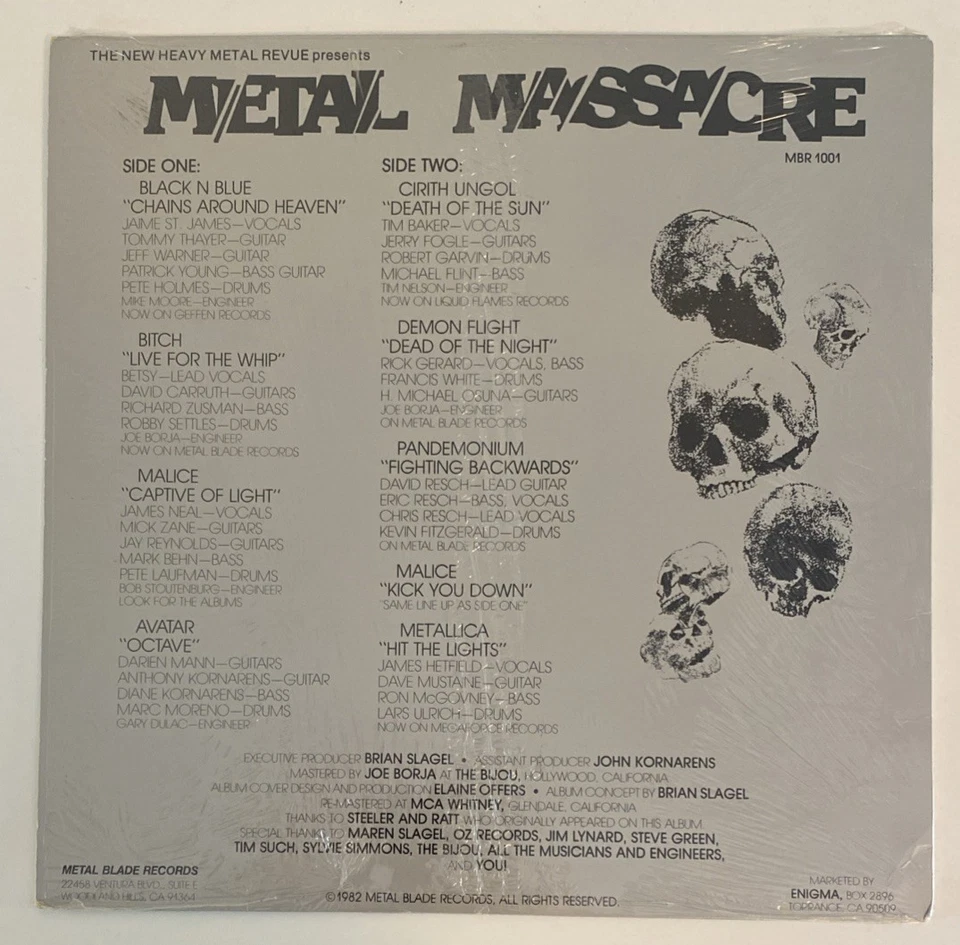 THE NEW HEAVY METAL REVUE presents
METAL MASSACRE
MBR 1001
SIDE ONE:
BLACK N BLUE
"CHAINS AROUND HEAVEN"
JAIME ST. JAMES—VOCALS
TOMMY THAYER—GUITAR
JEFF WARNER—GUITAR
PATRICK YOUNG—BASS GUITAR
PETE HOLMES—DRUMS
MIKE MOORE—ENGINEER
NOW ON GEFFEN RECORDS
BITCH
"LIVE FOR THE WHIP"
BETSY—LEAD VOCALS
DAVID CARRUTH—GUITARS
RICHARD ZUSMAN—BASS
ROBBY SETTLES—DRUMS
JOE BORJA—ENGINEER
NOW ON METAL BLADE RECORDS
MALICE
"CAPTIVE OF LIGHT"
JAMES NEAL—VOCALS
MICK ZANE—GUITARS
JAY REYNOLDS—GUITARS
MARK BEHN—BASS
PETE LAUFMAN—DRUMS
BOB STOUTENBURG—ENGINEER
LOOK FOR THE ALBUMS
AVATAR
"OCTAVE"
DARIEN MANN—GUITARS
ANTHONY KORNARENS—GUITAR
DIANE KORNARENS—BASS
MARC MORENO—DRUMS
GARY DULAC—ENGINEER
SIDE TWO:
CIRITH UNGOL
"DEATH OF THE SUN"
TIM BAKER—VOCALS
JERRY FOGLE—GUITARS
ROBERT GARVIN—DRUMS
MICHAEL FLINT—BASS
TIM NELSON—ENGINEER
NOW ON LIQUID FLAMES RECORDS
DEMON FLIGHT
"DEAD OF THE NIGHT"
RICK GERARD—VOCALS, BASS
FRANCIS WHITE—DRUMS
H. MICHAEL OSUNA—GUITARS
JOE BORJA—ENGINEER
ON METAL BLADE RECORDS
PANDEMONIUM
"FIGHTING BACKWARDS"
DAVID RESCH—LEAD GUITAR
ERIC RESCH—BASS, VOCALS
CHRIS RESCH—LEAD VOCALS
KEVIN FITZGERALD—DRUMS
ON METAL BLADE RECORDS
MALICE
"KICK YOU DOWN"
"SAME LINE UP AS SIDE ONE"
METALLICA
"HIT THE LIGHTS"
JAMES HETFIELD—VOCALS
DAVE MUSTAINE—GUITAR
RON McGOVNEY—BASS
LARS ULRICH—DRUMS
NOW ON MEGAFORCE RECORDS
EXECUTIVE PRODUCER BRIAN SLAGEL • ASSISTANT PRODUCER JOHN KORNARENS
MASTERED BY JOE BORJA AT THE BIJOU, HOLLYWOOD, CALIFORNIA
ALBUM COVER DESIGN AND PRODUCTION ELAINE OFFERS • ALBUM CONCEPT BY BRIAN SLAGEL
RE-MASTERED AT MCA WHITNEY, GLENDALE, CALIFORNIA
THANKS TO STEELER AND RATT WHO ORIGINALLY APPEARED ON THIS ALBUM
SPECIAL THANKS TO MAREN SLAGEL, OZ RECORDS, JIM LYNARD, STEVE GREEN,
TIM SUCH, SYLVIE SIMMONS, THE BIJOU, ALL THE MUSICIANS AND ENGINEERS,
AND YOU!
METAL BLADE RECORDS
22458 VENTURA BLVD., SUITE E
WOODLAND HILLS, CA 91364
©1982 METAL BLADE RECORDS, ALL RIGHTS RESERVED.
MARKETED BY
ENIGMA, BOX 2896
TORRANCE, CA 90509